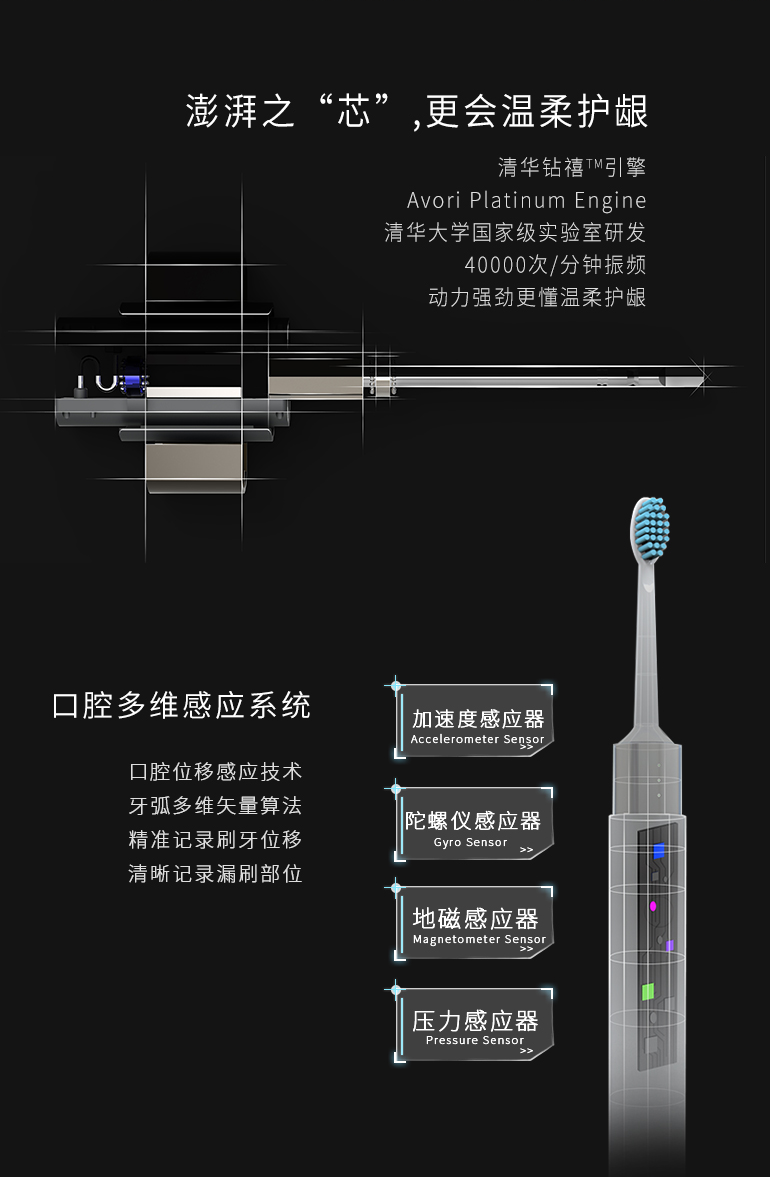 澎湃之“芯”,更会温柔护龈
清华钻禧™引擎
Avori Platinum Engine
清华大学国家级实验室研发
40000次/分钟振频
动力强劲更懂温柔护龈
口腔多维感应系统
口腔位移感应技术
牙弧多维矢量算法
精准记录刷牙位移
清晰记录漏刷部位
加速度感应器
Accelerometer Sensor
>>
陀螺仪感应器
Gyro Sensor
>>
地磁感应器
Magnetometer Sensor
>>
压力感应器
Pressure Sensor
>>